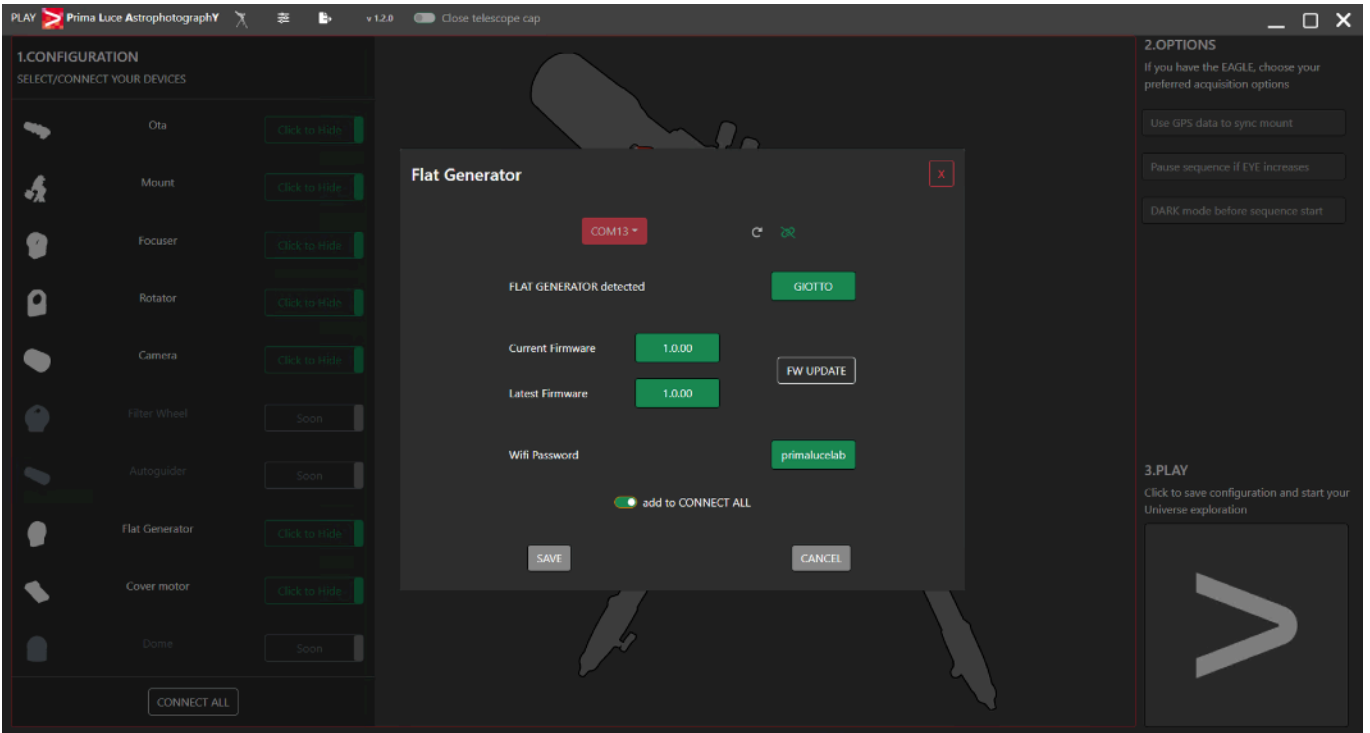 PLAY Prima Luce AstrophotographY v 1.2.0 Close telescope cap
1.CONFIGURATION
SELECT/CONNECT YOUR DEVICES
Ota Click to Hide
Mount Click to Hide
Focuser Click to Hide
Rotator Click to Hide
Camera Click to Hide
Filter Wheel Soon
Autoguider Soon
Flat Generator Click to Hide
Cover motor Click to Hide
Dome Soon
CONNECT ALL
Flat Generator X
COM13
FLAT GENERATOR detected GIOTTO
Current Firmware 1.0.00
FW UPDATE
Latest Firmware 1.0.00
Wifi Password primalucelab
add to CONNECT ALL
SAVE CANCEL
2.OPTIONS
If you have the EAGLE, choose your
preferred acquisition options
Use GPS data to sync mount
Pause sequence if EYE increases
DARK mode before sequence start
3.PLAY
Click to save configuration and start your
Universe exploration